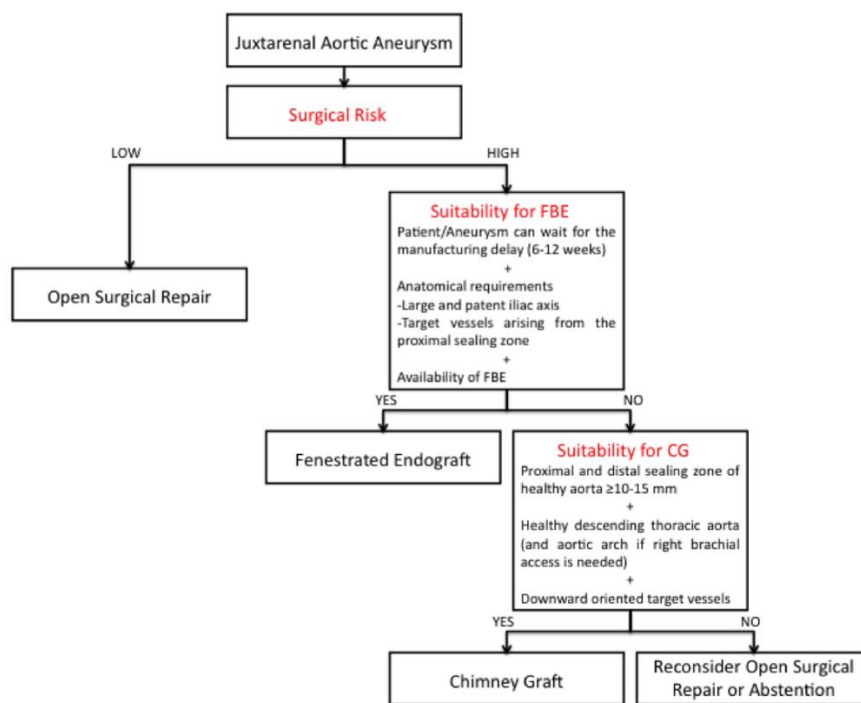 Juxtarenal Aortic Aneurysm
Surgical Risk
LOW
HIGH
Suitability for FBE
Patient/Aneurysm can wait for the
manufacturing delay (6-12 weeks)
+
Anatomical requirements
-Large and patent iliac axis
-Target vessels arising from the
proximal sealing zone
+
Availability of FBE
Open Surgical Repair
YES
NO
Fenestrated Endograft
Suitability for CG
Proximal and distal sealing zone of
healthy aorta ≥10-15 mm
+
Healthy descending thoracic aorta
(and aortic arch if right brachial
access is needed)
+
Downward oriented target vessels
YES
NO
Chimney Graft
Reconsider Open Surgical
Repair or Abstention